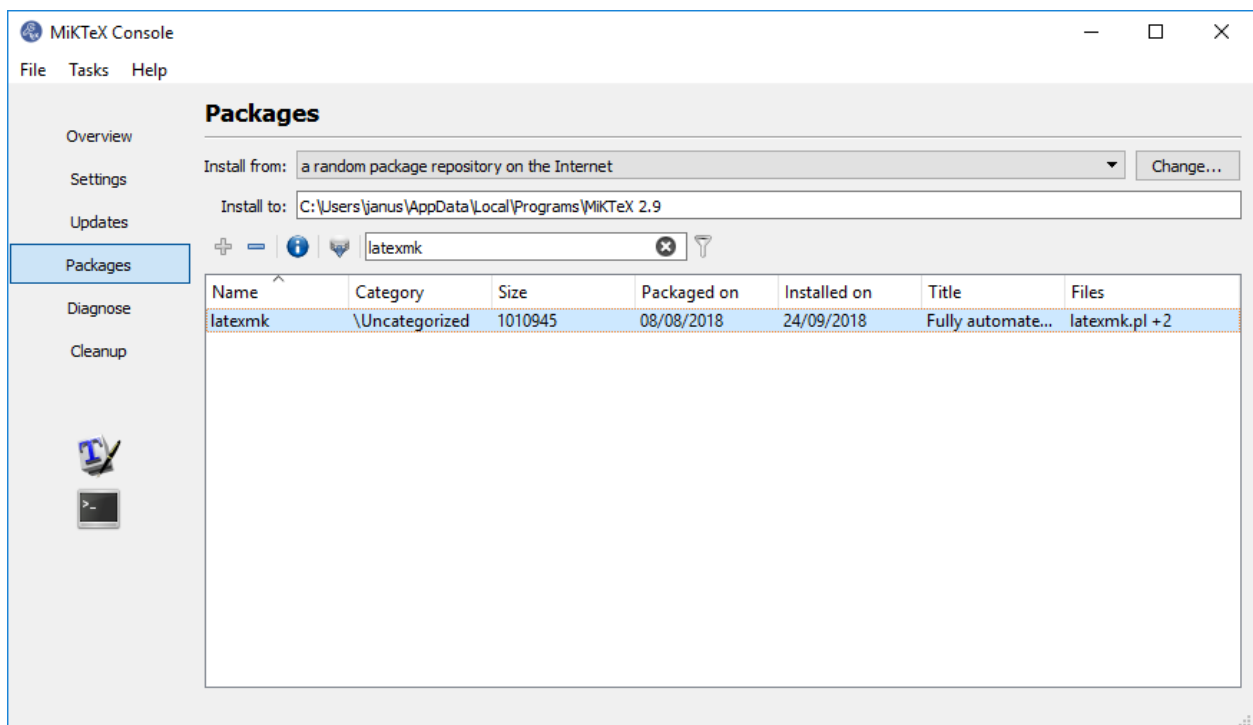 MiKTeX Console
File Tasks Help
Packages
Overview
Settings
Updates
Packages
Diagnose
Cleanup
Install from: a random package repository on the Internet Change...
Install to: C:\Users\janus\AppData\Local\Programs\MiKTeX 2.9
latexmk
Name Category Size Packaged on Installed on Title Files
latexmk \Uncategorized 1010945 08/08/2018 24/09/2018 Fully automate... latexmk.pl +2